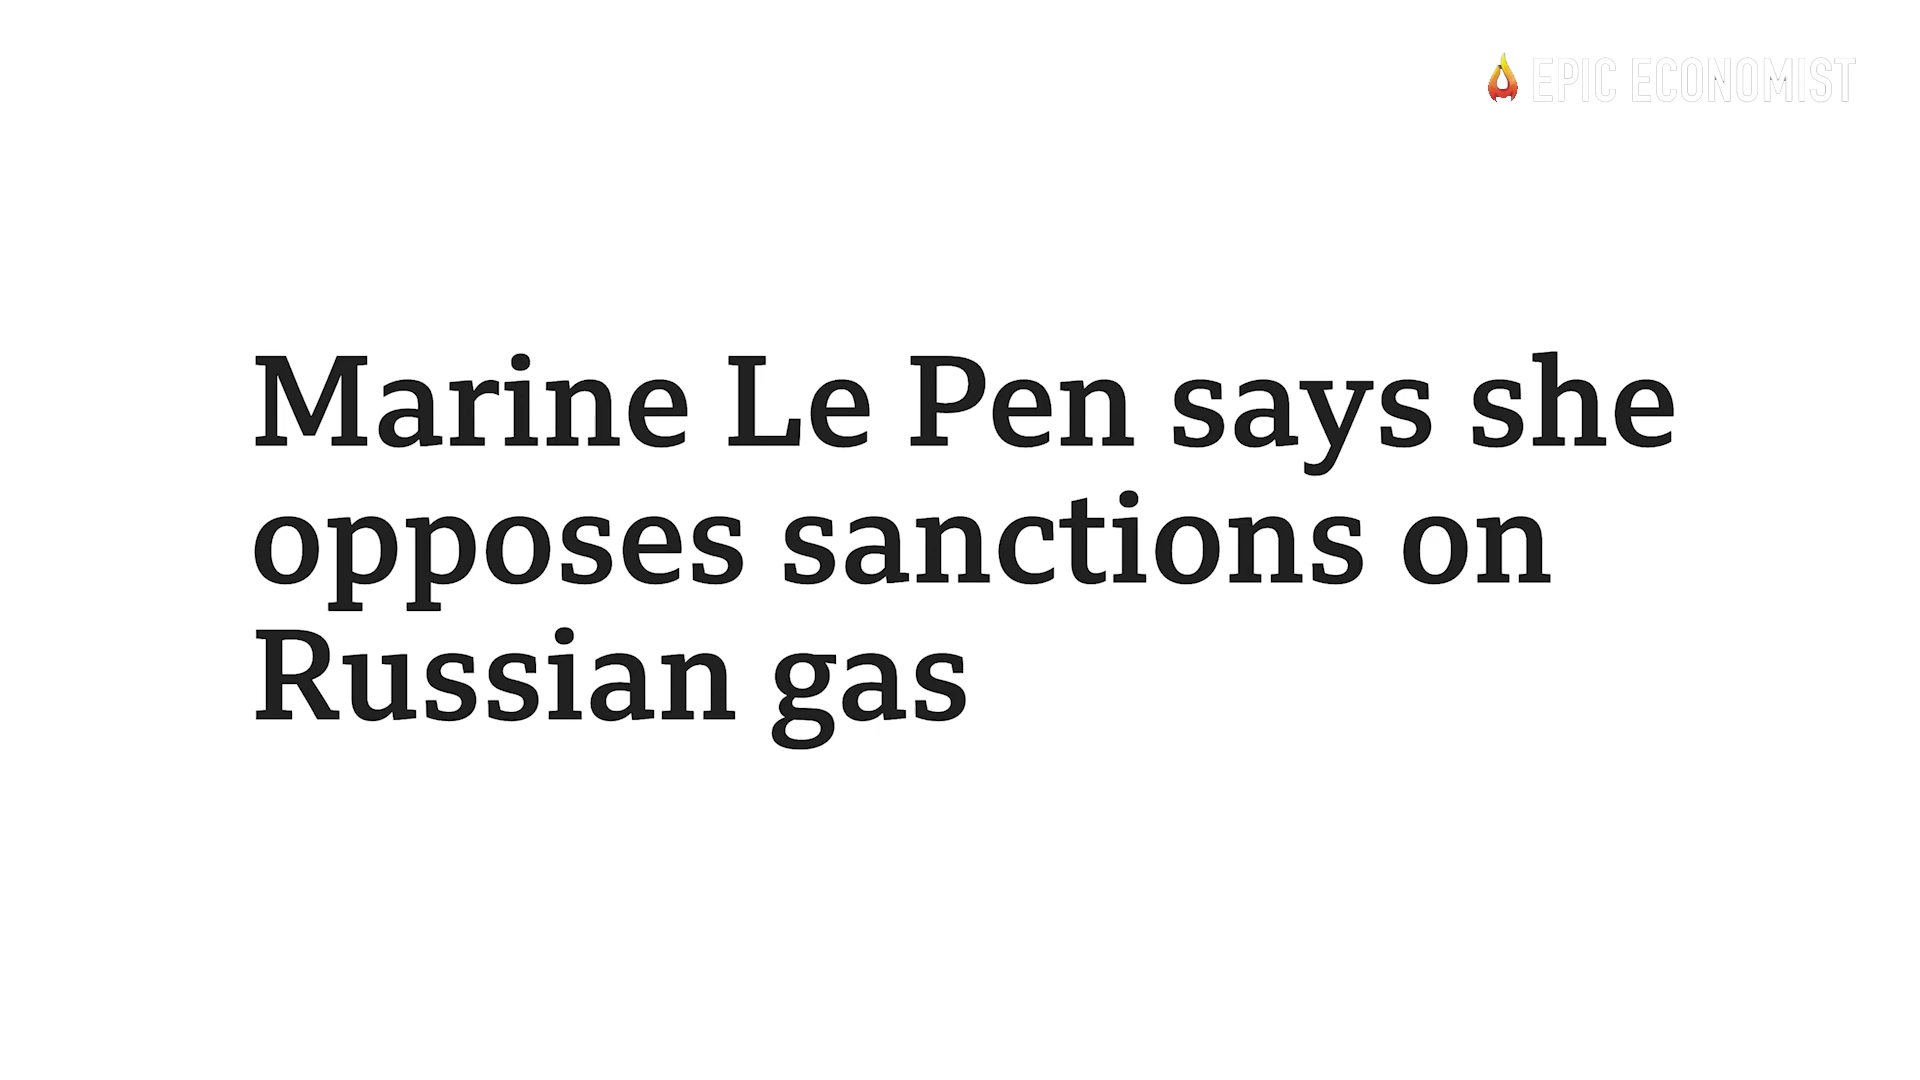 EPIC ECONOMIST
Marine Le Pen says she
opposes sanctions on
Russian gas